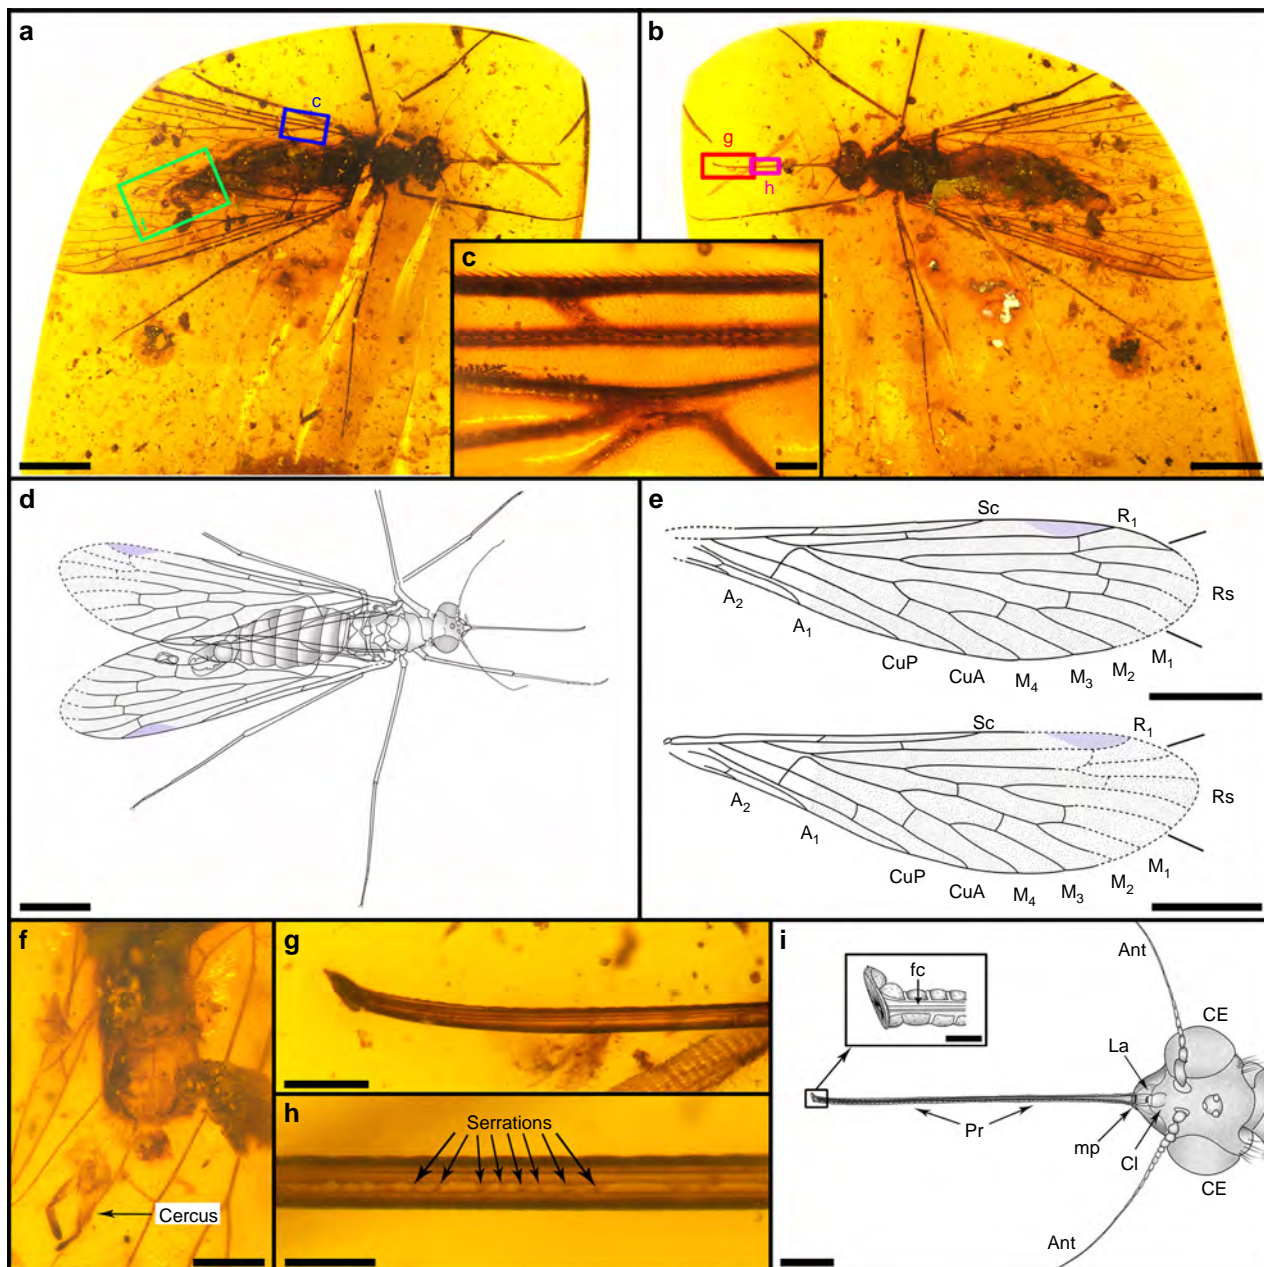 a
c
f
b
g
h
c
d
e
Sc
R1
Rs
A2
A1
CuP
CuA
M4
M3
M2
M1
Sc
R1
Rs
A2
A1
CuP
CuA
M4
M3
M2
M1
f
Cercus
g
h
Serrations
i
Ant
fc
CE
La
Pr
mp
Cl
CE
Ant